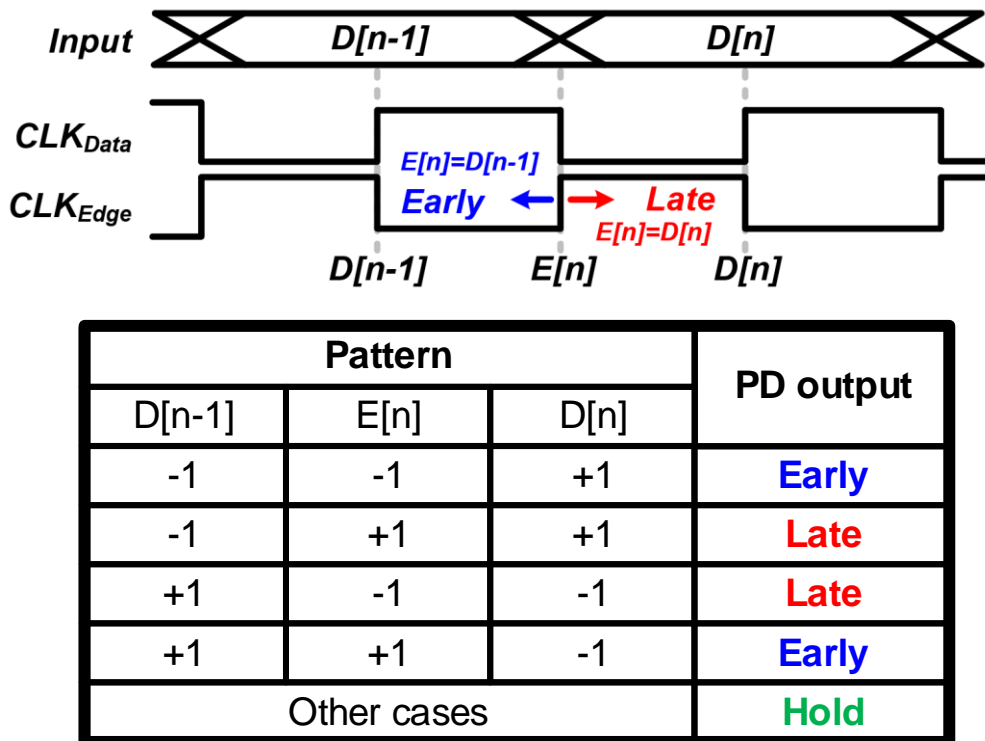 Input D[n-1] D[n]
CLKData
E[n]=D[n-1]
CLKEdge Early Late
E[n]=D[n]
D[n-1] E[n] D[n]
Pattern PD output
D[n-1] E[n] D[n]
-1 -1 +1 Early
-1 +1 +1 Late
+1 -1 -1 Late
+1 +1 -1 Early
Other cases Hold